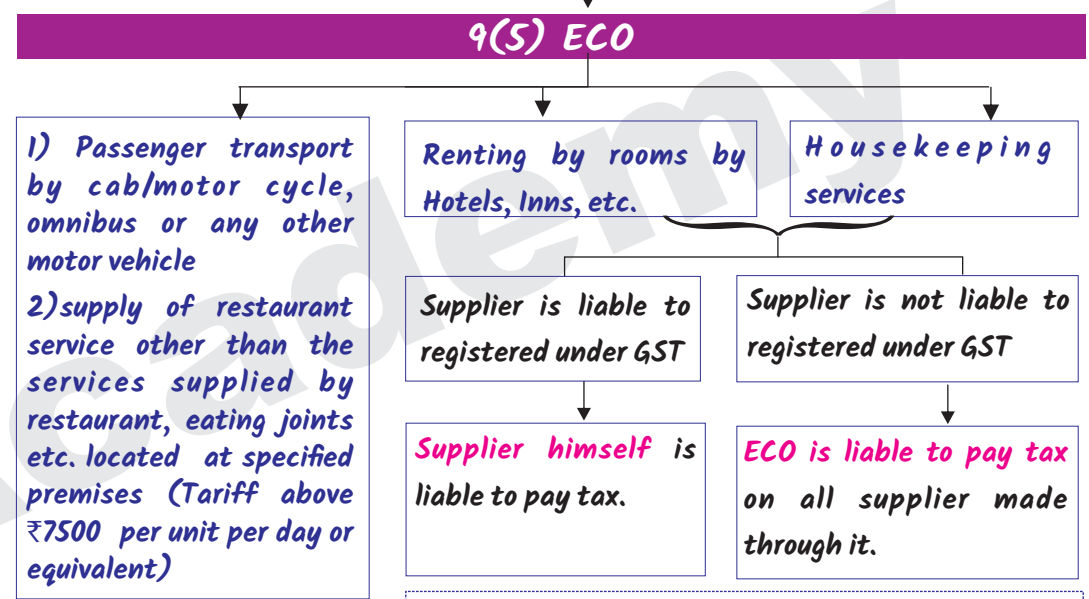 9(5) ECO
1) Passenger transport
by cab/motor cycle,
omnibus or any other
motor vehicle
2)supply of restaurant
service other than the
services supplied by
restaurant, eating joints
etc. located at specified
premises (Tariff above
₹7500 per unit per day or
equivalent)
Renting by rooms by
Hotels, Inns, etc.
Housekeeping
services
Supplier is liable to
registered under GST
Supplier is not liable to
registered under GST
Supplier himself is
liable to pay tax.
ECO is liable to pay tax
on all supplier made
through it.
cademy